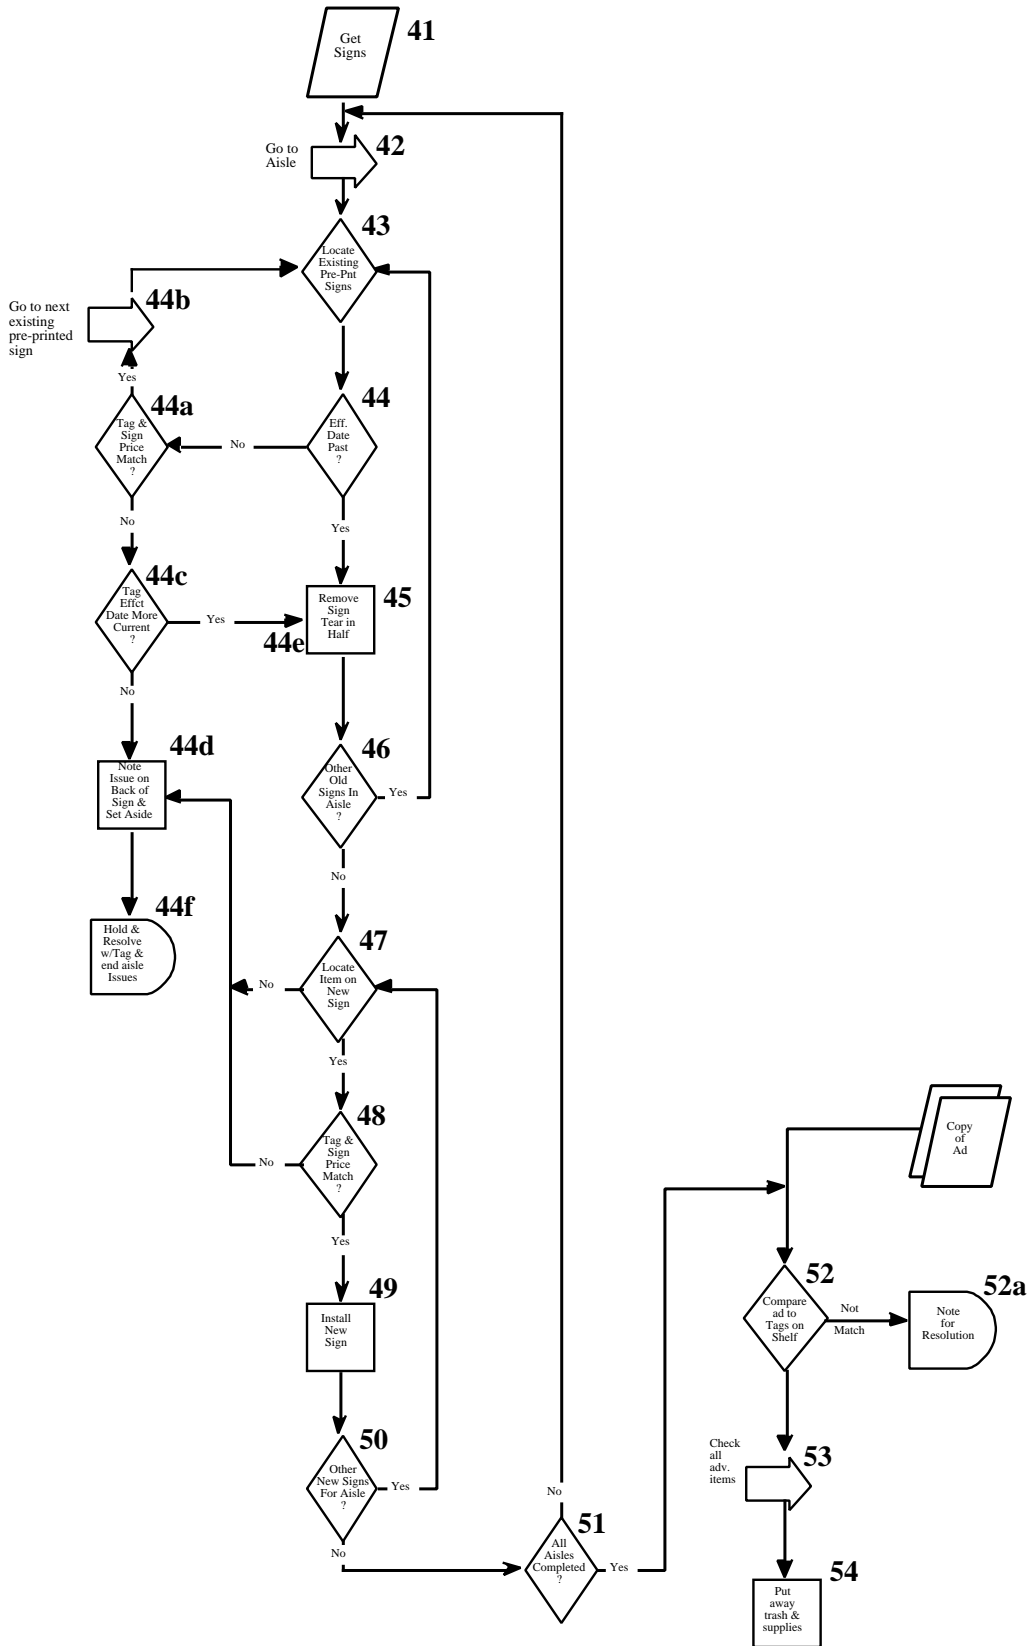 41
Get
Signs
42
Go to
Aisle
43
Locate
Existing
Pre-Pnt
Signs
44b
Go to next
existing
pre-printed
sign
Yes
44a
Tag &
Sign
Price
Match
?
No
44
Eff.
Date
Past
?
No
Yes
44c
Tag
Effct
Date More
Current
?
Yes
44e
45
Remove
Sign
Tear in
Half
No
44d
Note
Issue on
Back of
Sign &
Set Aside
46
Other
Old
Signs In
Aisle
?
Yes
No
44f
Hold &
Resolve
w/Tag &
end aisle
Issues
47
Locate
Item on
New
Sign
No
Yes
48
Tag &
Sign
Price
Match
?
No
Yes
49
Install
New
Sign
50
Other
New Signs
For Aisle
?
Yes
No
51
All
Aisles
Completed
?
No
Yes
Copy
of
Ad
52
Compare
ad to
Tags on
Shelf
Not
Match
52a
Note
for
Resolution
53
Check
all
adv.
items
54
Put
away
trash &
supplies